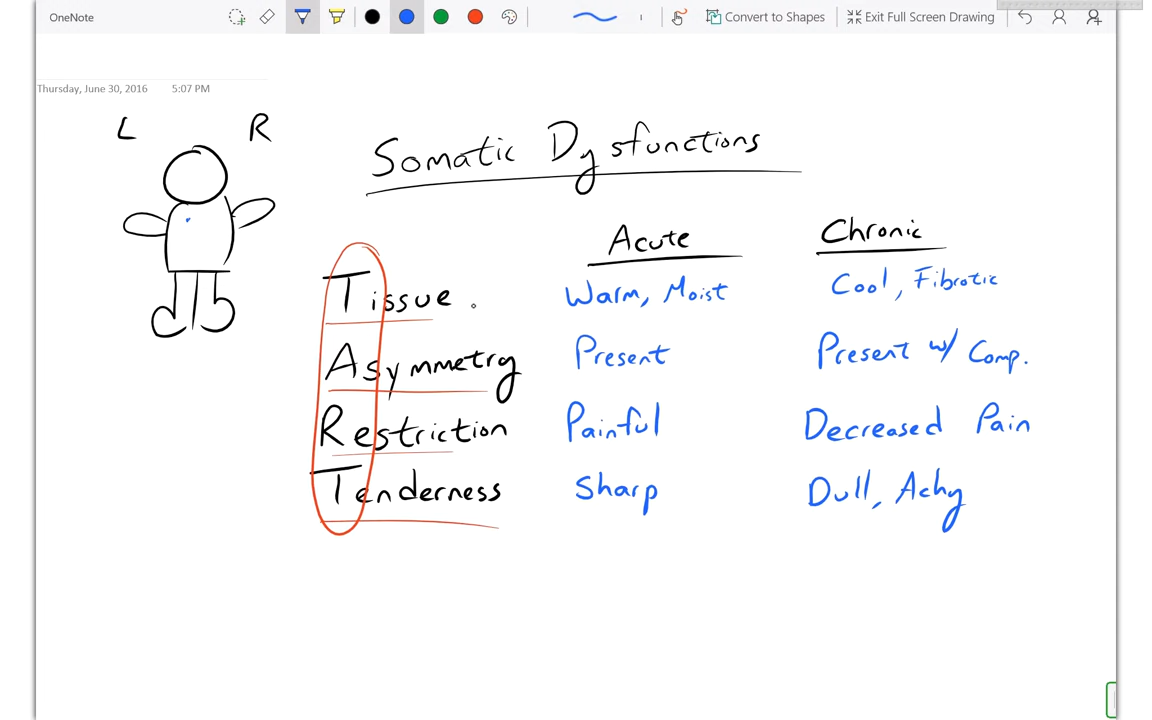 OneNote
Convert to Shapes
Exit Full Screen Drawing
Thursday, June 30, 2016 5:07 PM
L R
Somatic Dysfunctions
Acute Chronic
Tissue Warm, Moist Cool, Fibrotic
Asymmetry Present Present w/ Comp.
Restriction Painful Decreased Pain
Tenderness Sharp Dull, Achy